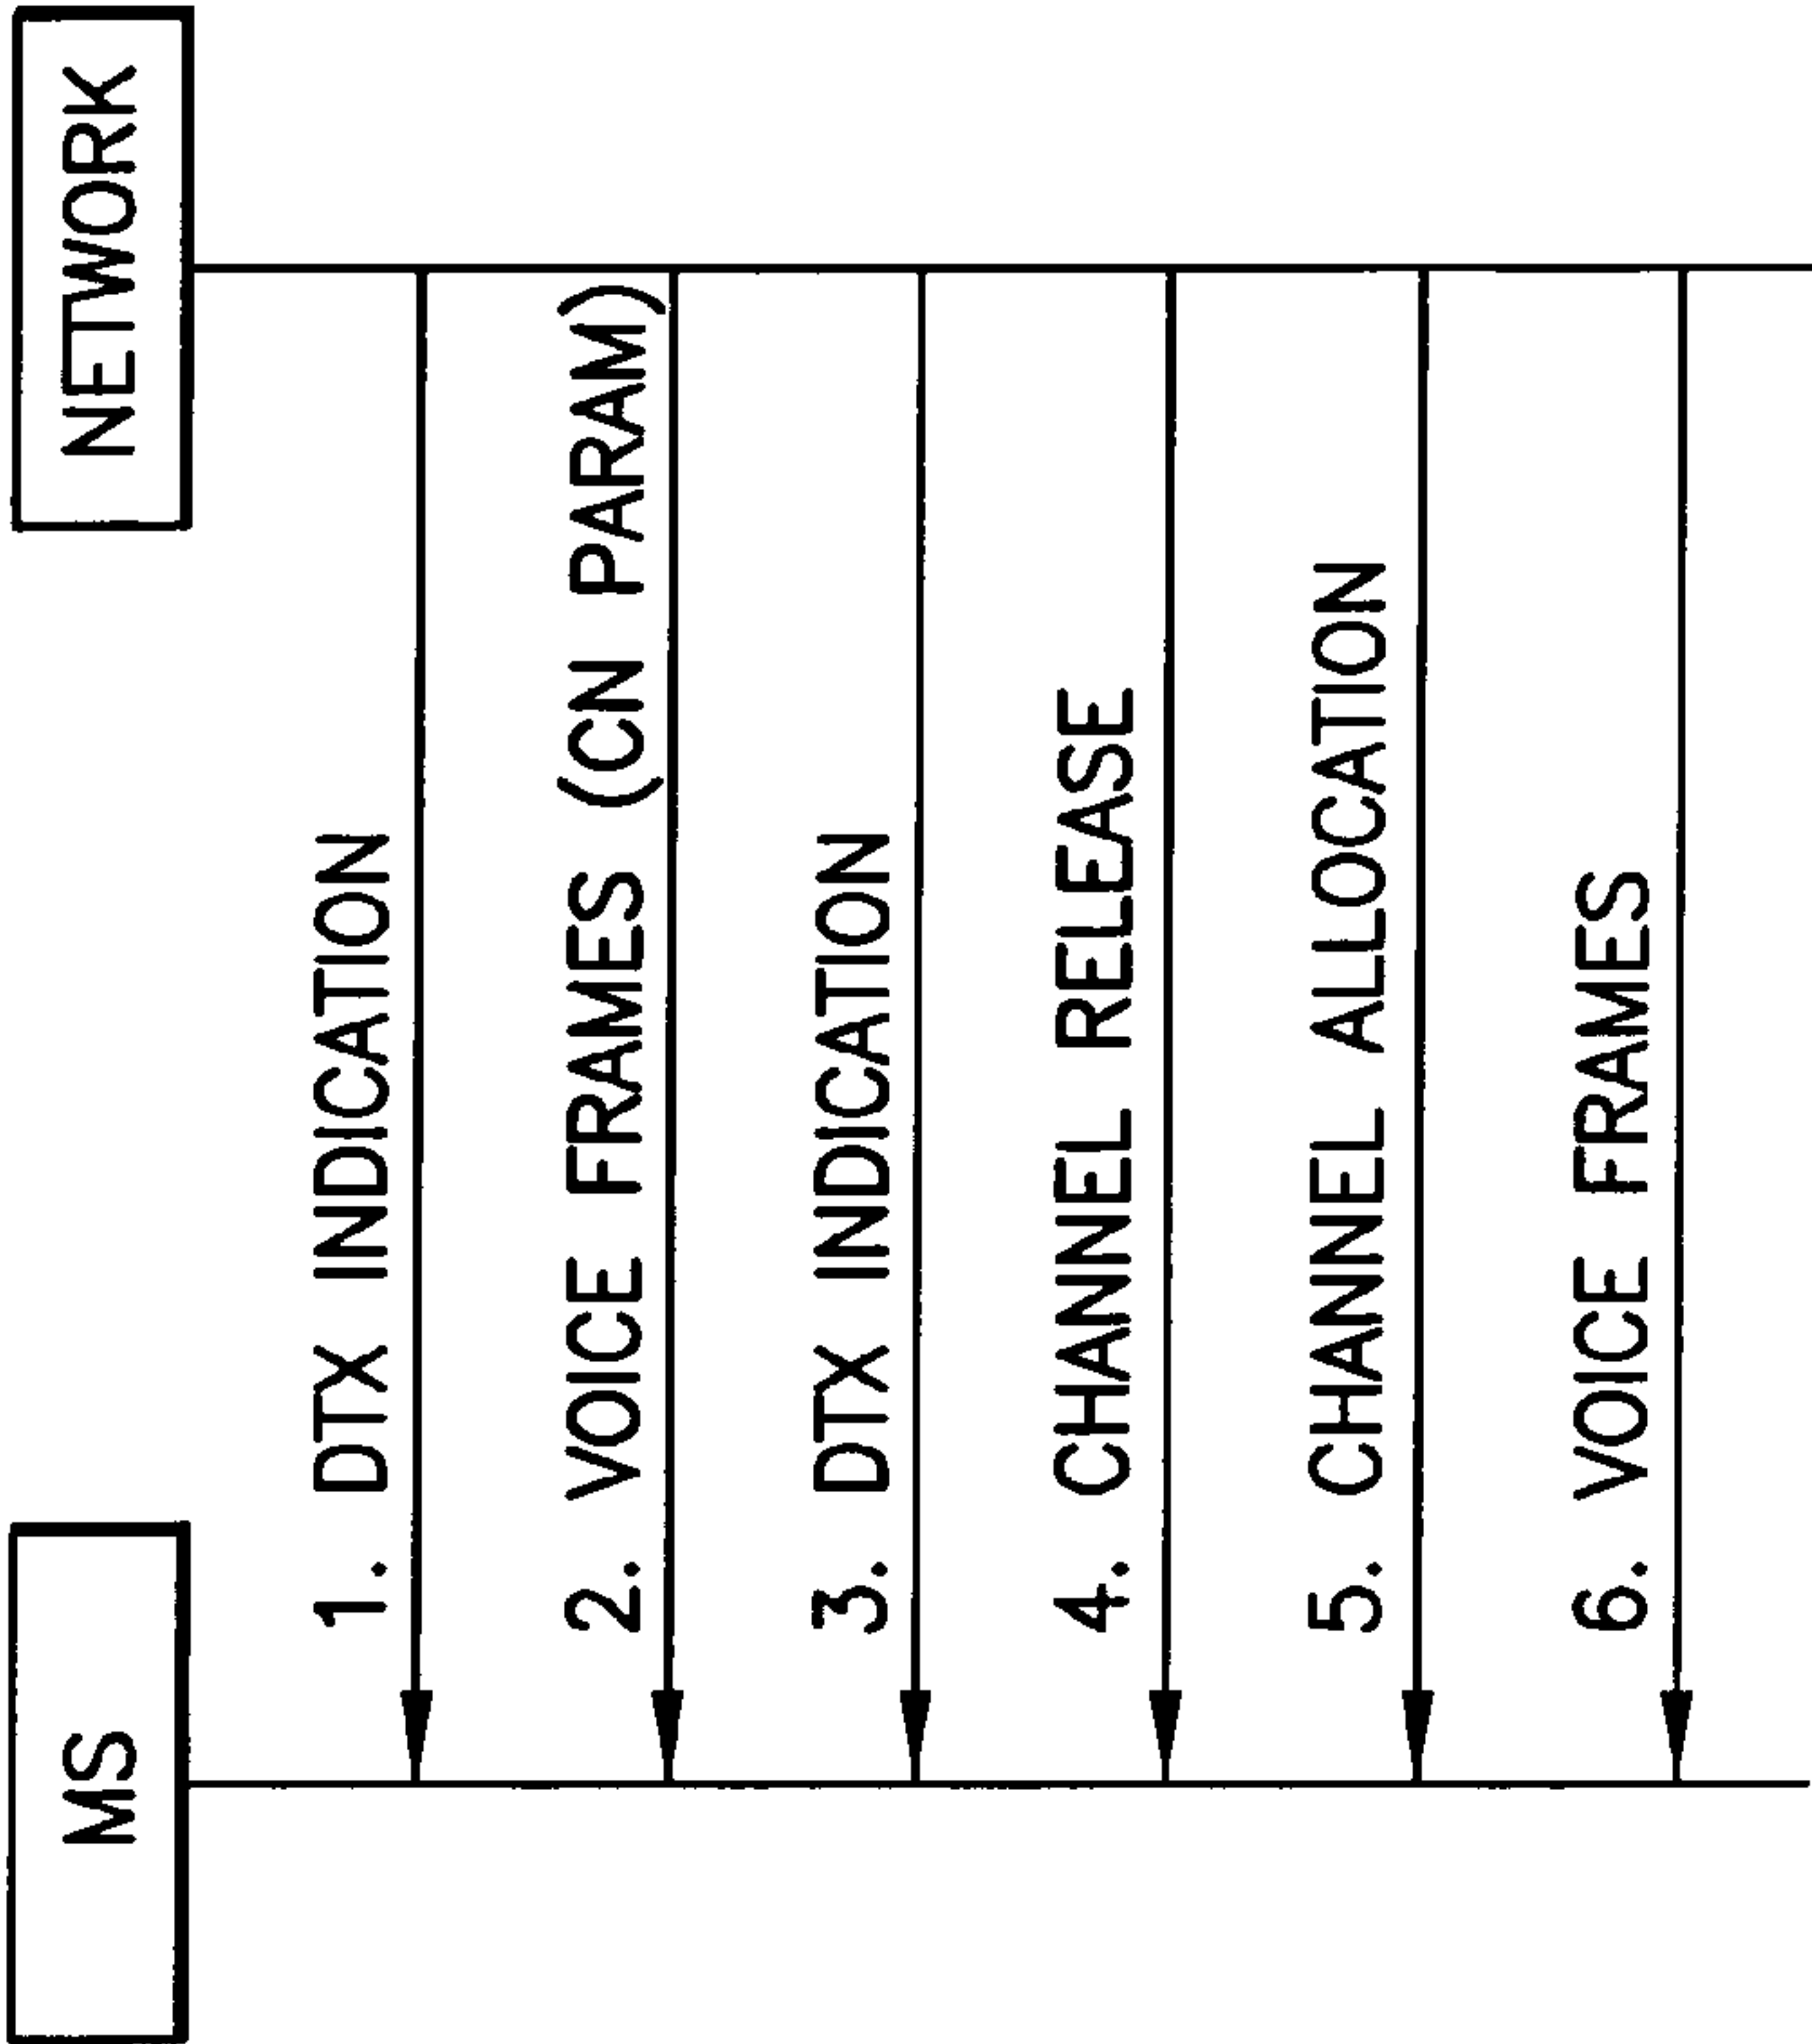 MS
NETWORK
1. DTX INDICATION
2. VOICE FRAMES (CN PARAM)
3. DTX INDICATION
4. CHANNEL RELEASE
5. CHANNEL ALLOCATION
6. VOICE FRAMES